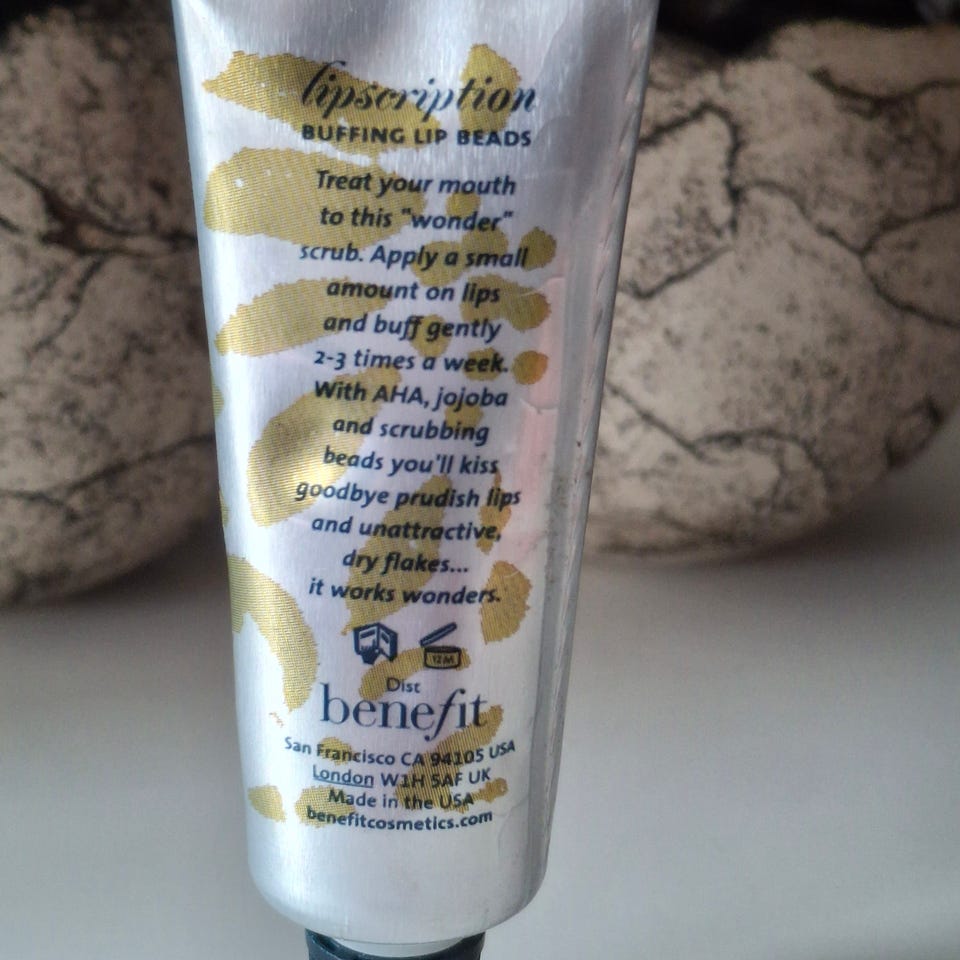 lipscription
BUFFING LIP BEADS
Treat your mouth
to this "wonder"
scrub. Apply a small
amount on lips
and buff gently
2-3 times a week.
With AHA, jojoba
and scrubbing
beads you'll kiss
goodbye prudish lips
and unattractive,
dry flakes...
it works wonders.
12M
Dist
benefit
San Francisco CA 94105 USA
London W1H 5AF UK
Made in the USA
benefitcosmetics.com